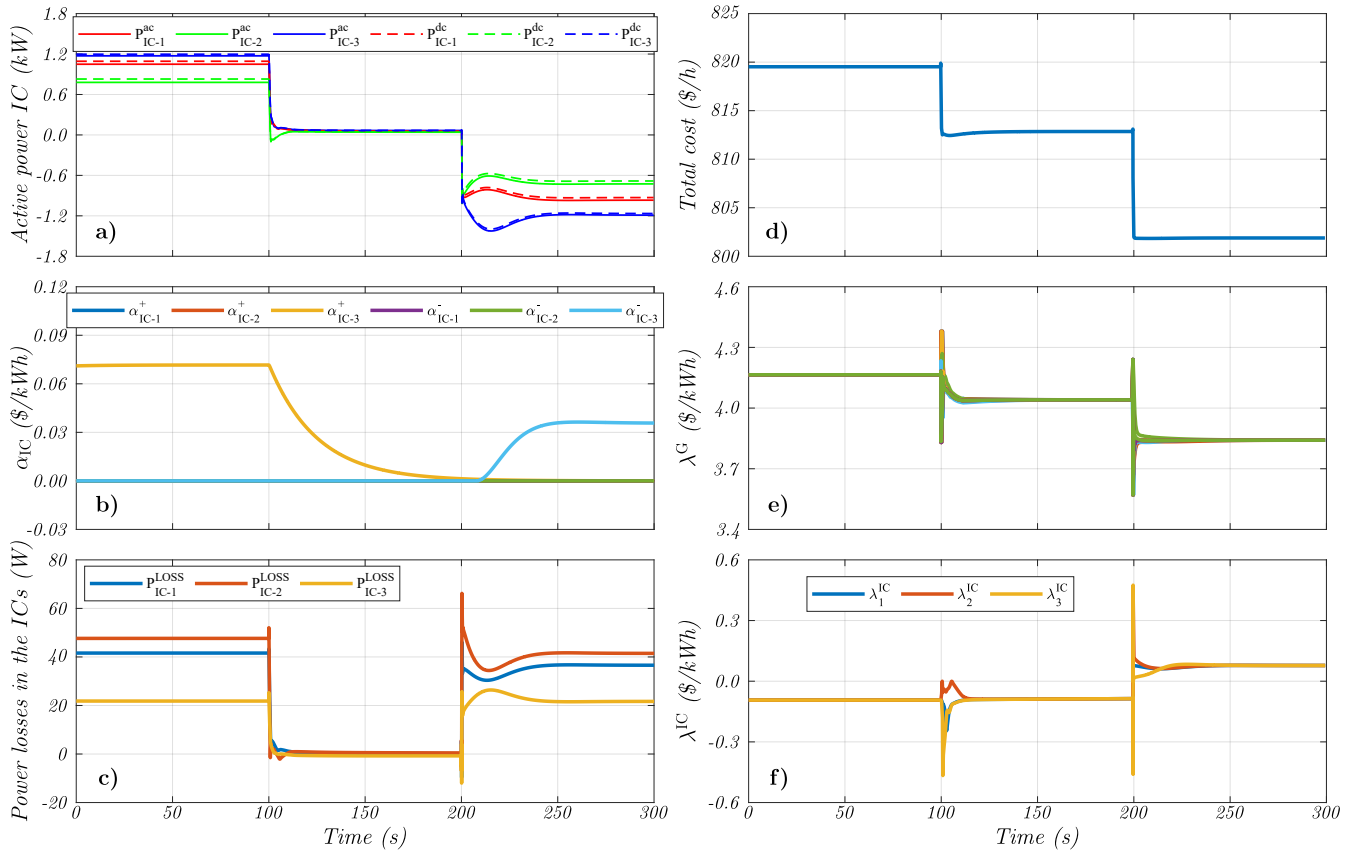 1.8
P^ac_IC-1 P^ac_IC-2 P^ac_IC-3 P^dc_IC-1 P^dc_IC-2 P^dc_IC-3
1.2
0.6
0.0
-0.6
-1.2
-1.8
Active power IC (kW)
a)
825
820
815
810
805
800
Total cost ($/h)
d)
0.12
α^+_IC-1 α^+_IC-2 α^+_IC-3 α^-_IC-1 α^-_IC-2 α^-_IC-3
0.09
0.06
0.03
0.00
-0.03
α_IC ($/kWh)
b)
4.6
4.3
4.0
3.7
3.4
λ^G ($/kWh)
e)
80
P^LOSS_IC-1 P^LOSS_IC-2 P^LOSS_IC-3
60
40
20
0
-20
Power losses in the ICs (W)
c)
0 50 100 150 200 250 300
Time (s)
0.6
λ^IC_1 λ^IC_2 λ^IC_3
0.3
0.0
-0.3
-0.6
λ^IC ($/kWh)
f)
0 50 100 150 200 250 300
Time (s)